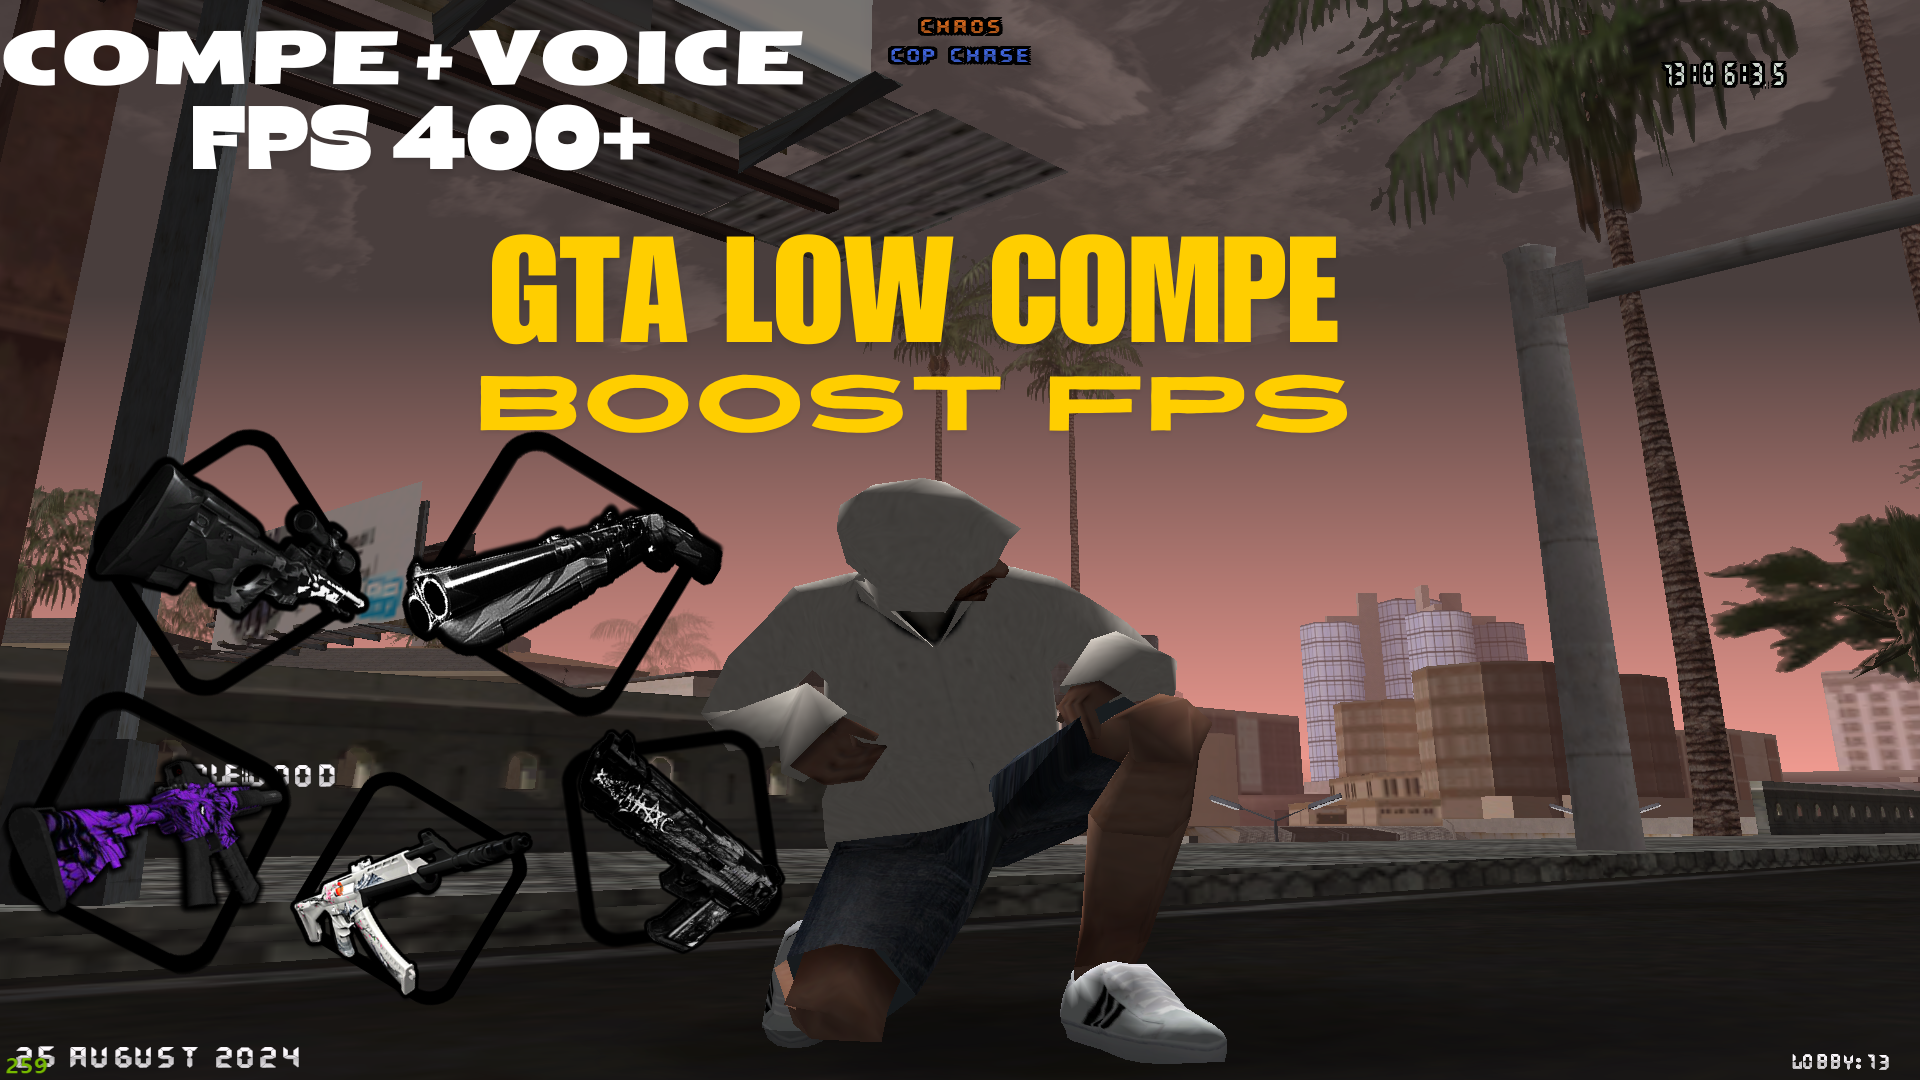 COMPE+VOICE
FPS 400+
CHAOS
COP CHASE
13:06:35
GTA LOW COMPE
BOOST FPS
25 AUGUST 2024
259
LOBBY:13